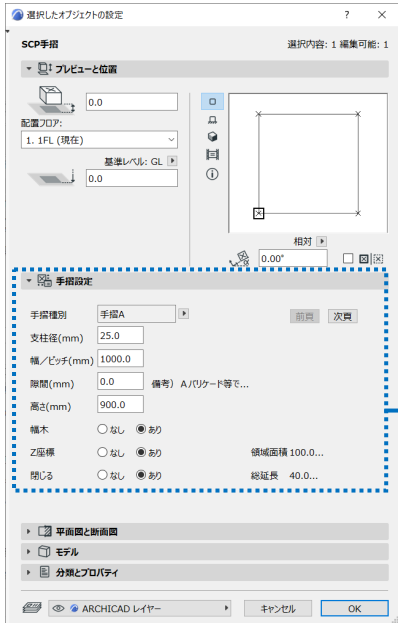 選択したオブジェクトの設定 ? ×
SCP手摺 選択内容: 1 編集可能: 1
プレビューと位置
0.0
配置フロア:
1. 1FL (現在)
基準レベル: GL
0.0
相対
0.00°
手摺設定
手摺種別 手摺A 前頁 次頁
支柱径(mm) 25.0
幅／ピッチ(mm) 1000.0
隙間(mm) 0.0 備考） Aバリケード等で...
高さ(mm) 900.0
幅木 なし あり
Z座標 なし あり 領域面積 100.0...
閉じる なし あり 総延長 40.0...
平面図と断面図
モデル
分類とプロパティ
ARCHICAD レイヤー キャンセル OK